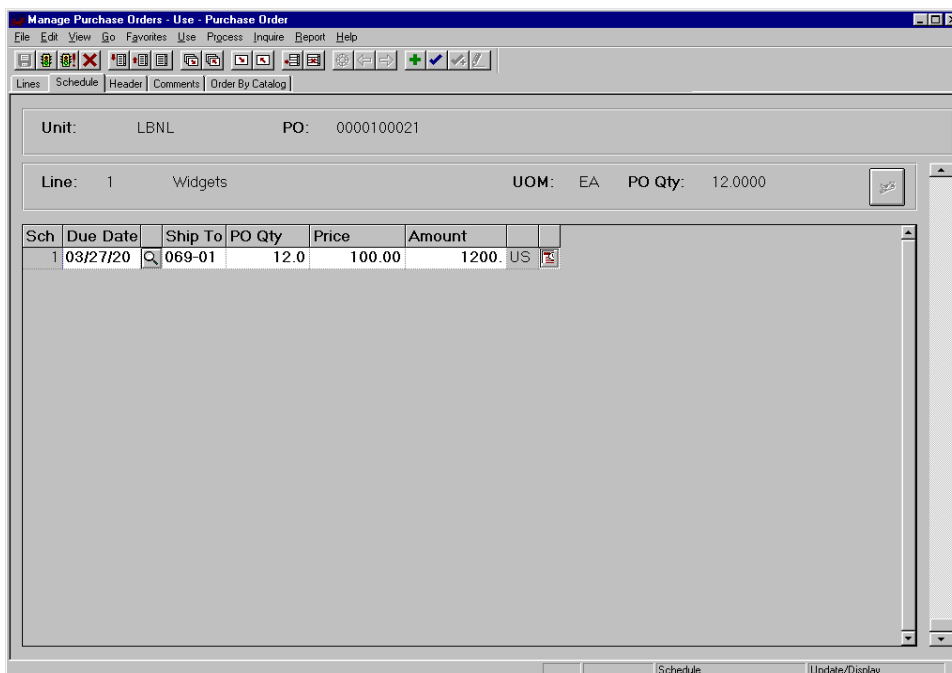 Manage Purchase Orders - Use - Purchase Order
File Edit View Go Favorites Use Process Inquire Report Help
Lines Schedule Header Comments Order By Catalog
Unit: LBNL PO: 0000100021
Line: 1 Widgets UOM: EA PO Qty: 12.0000
Sch Due Date Ship To PO Qty Price Amount
1 03/27/20 069-01 12.0 100.00 1200. US
Schedule Update/Display